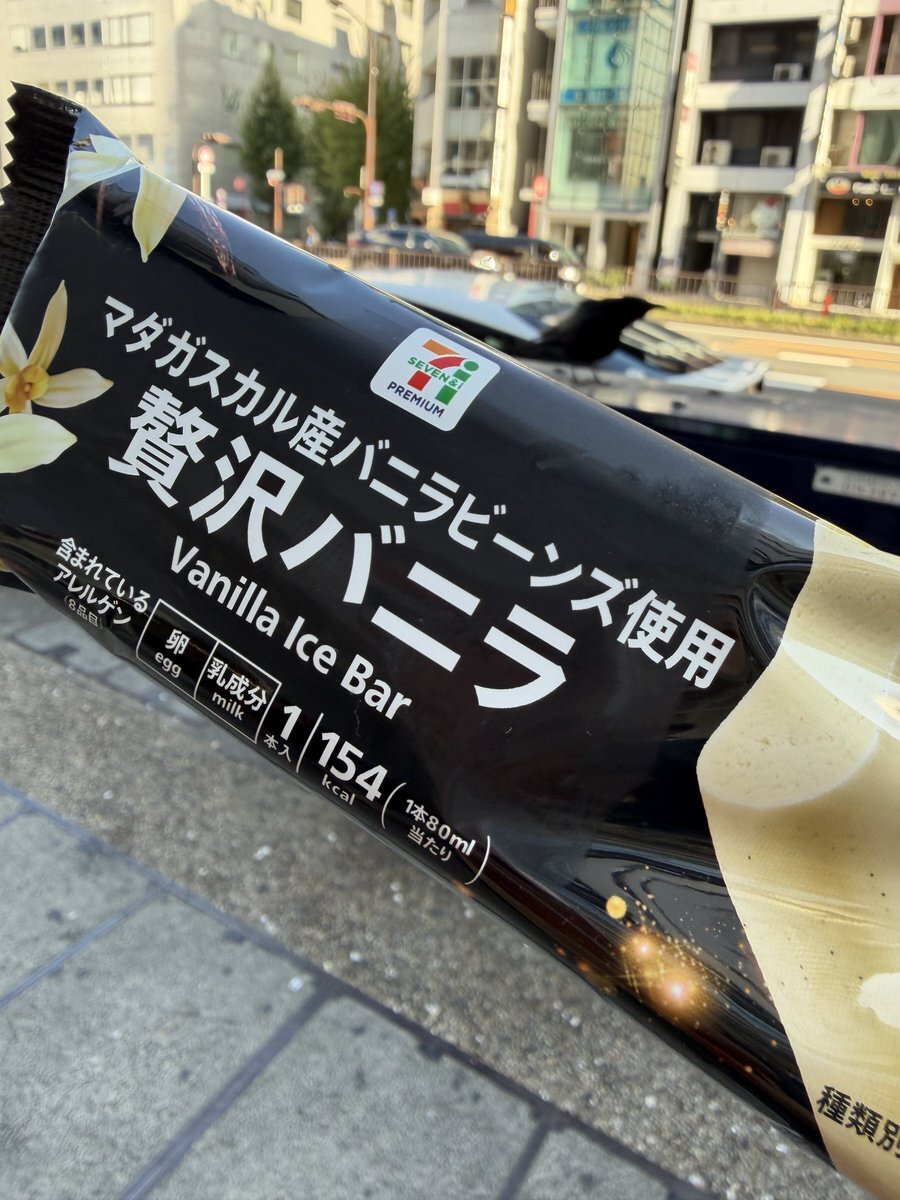 SEVEN&i
PREMIUM
マダガスカル産バニラビーンズ使用
贅沢バニラ
Vanilla Ice Bar
含まれている
アレルゲン
(8品目)
卵
egg
乳成分
milk
1
本入
154
kcal
(1本80ml
当たり)
種類別